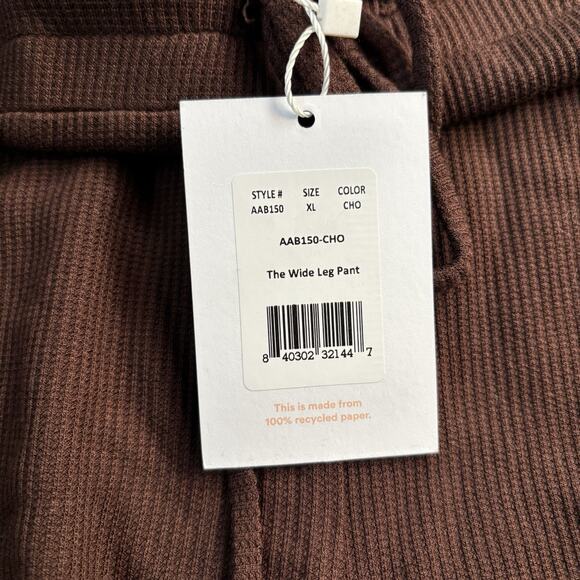 STYLE # SIZE COLOR
AAB150 XL CHO
AAB150-CHO
The Wide Leg Pant
8 40302 32144 7
This is made from
100% recycled paper.